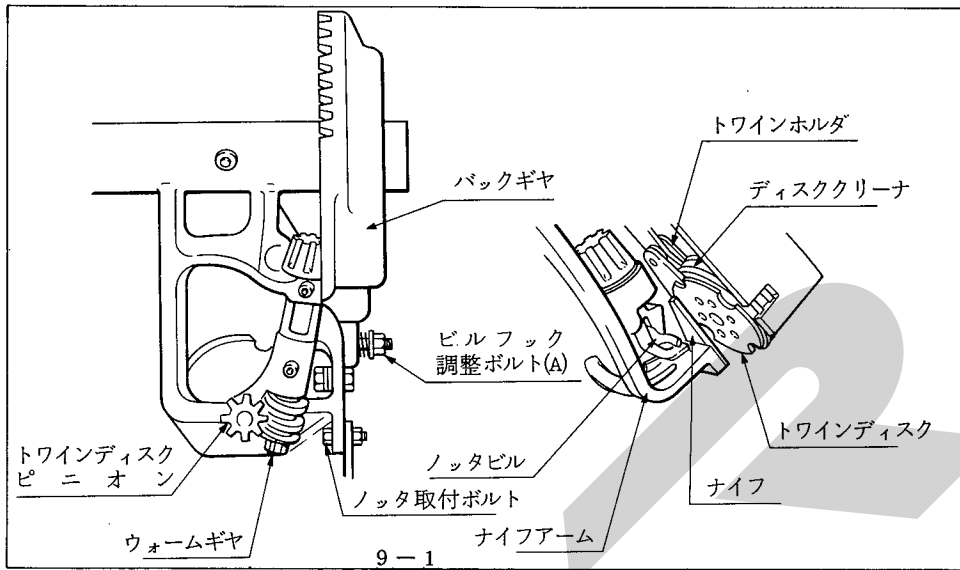 バックギヤ
ビルフック
調整ボルト(A)
トワインディスク
ピニオン
ウォームギヤ
ノッタ取付ボルト
トワインホルダ
ディスククリーナ
ノッタビル
ナイフアーム
ナイフ
トワインディスク
9-1